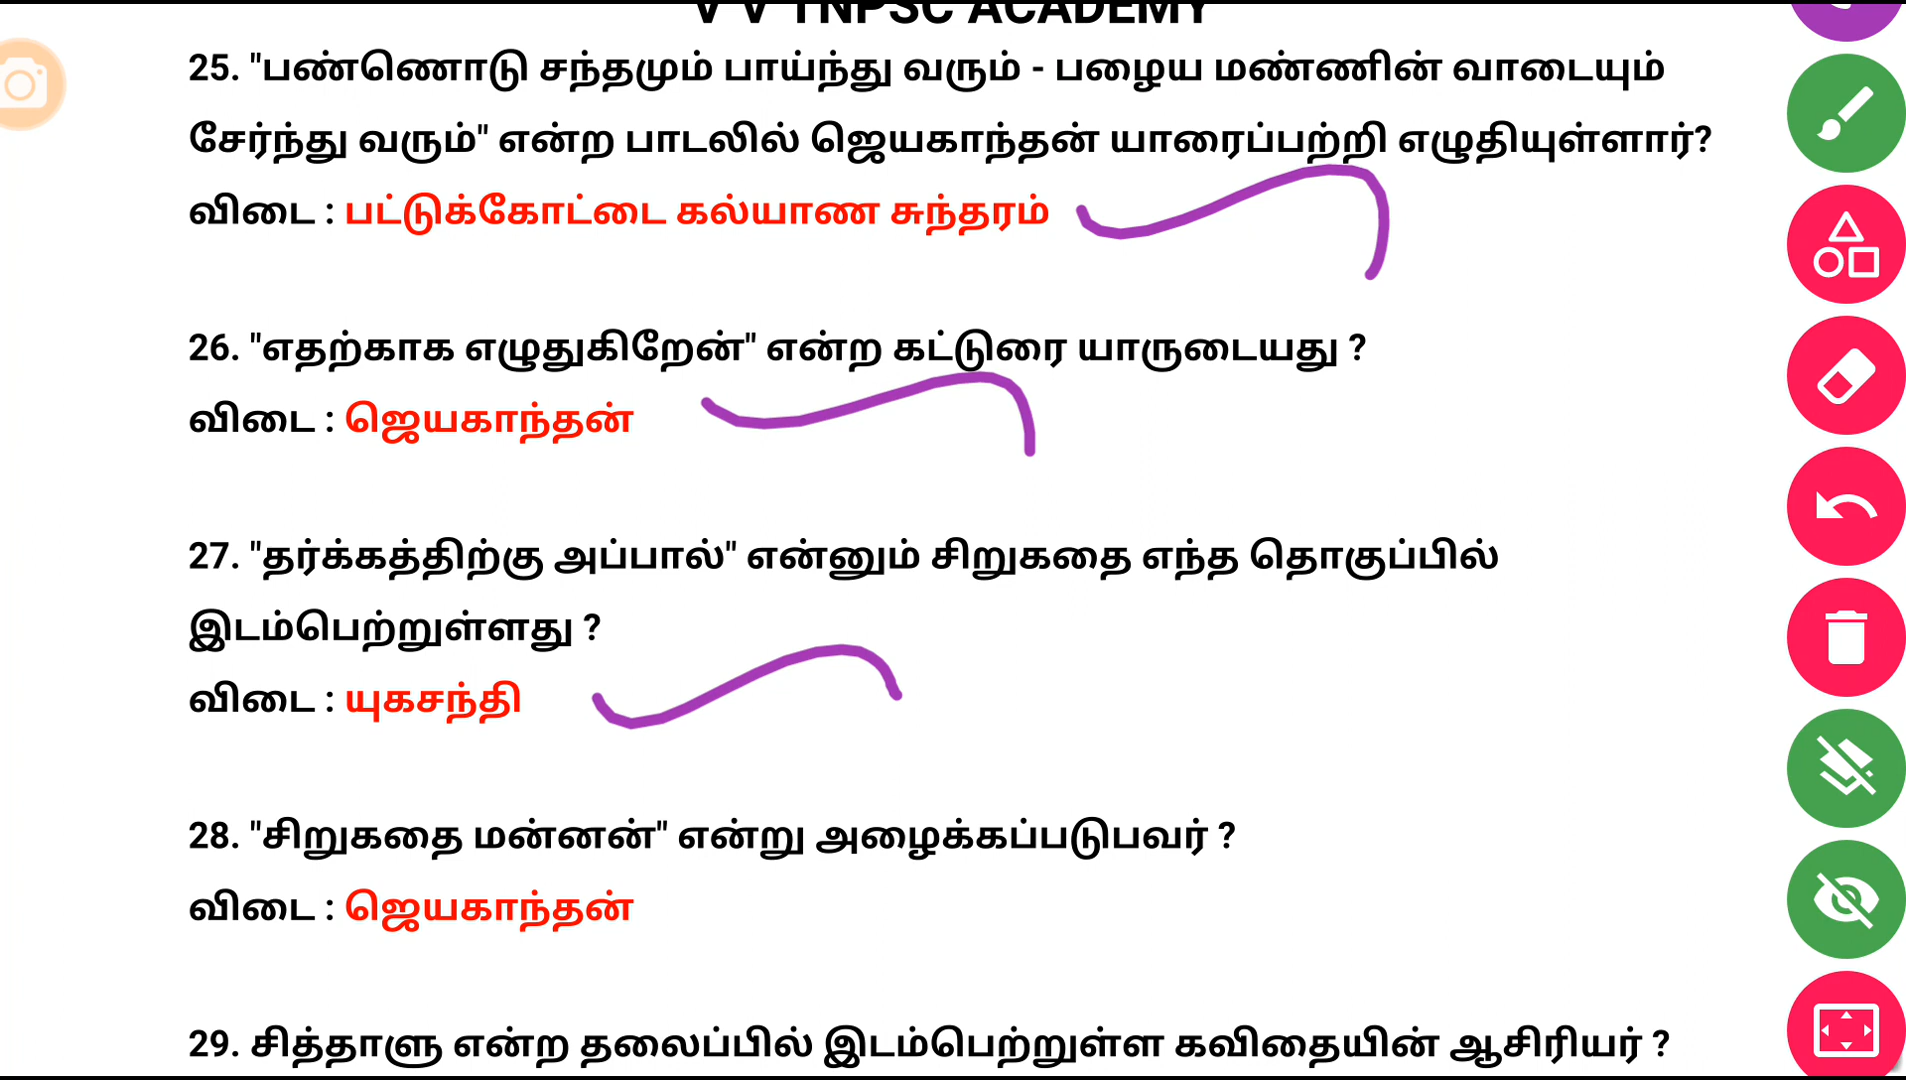 V V TNPSC ACADEMY
25. "பண்ணொடு சந்தமும் பாய்ந்து வரும் - பழைய மண்ணின் வாடையும்
சேர்ந்து வரும்" என்ற பாடலில் ஜெயகாந்தன் யாரைப்பற்றி எழுதியுள்ளார்?
விடை : பட்டுக்கோட்டை கல்யாண சுந்தரம்
26. "எதற்காக எழுதுகிறேன்" என்ற கட்டுரை யாருடையது ?
விடை : ஜெயகாந்தன்
27. "தர்க்கத்திற்கு அப்பால்" என்னும் சிறுகதை எந்த தொகுப்பில்
இடம்பெற்றுள்ளது ?
விடை : யுகசந்தி
28. "சிறுகதை மன்னன்" என்று அழைக்கப்படுபவர் ?
விடை : ஜெயகாந்தன்
29. சித்தாளு என்ற தலைப்பில் இடம்பெற்றுள்ள கவிதையின் ஆசிரியர் ?